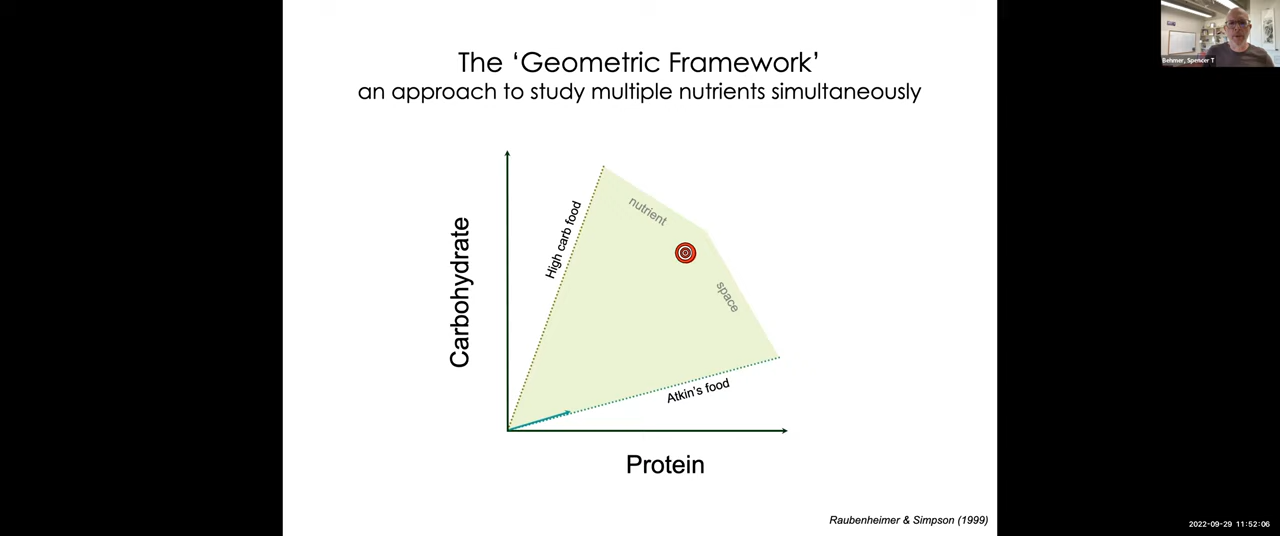 The ‘Geometric Framework’
an approach to study multiple nutrients simultaneously
Behmer, Spencer T
Carbohydrate
High carb food
nutrient
space
Atkin's food
Protein
Raubenheimer & Simpson (1999)
2022-09-29 11:52:06